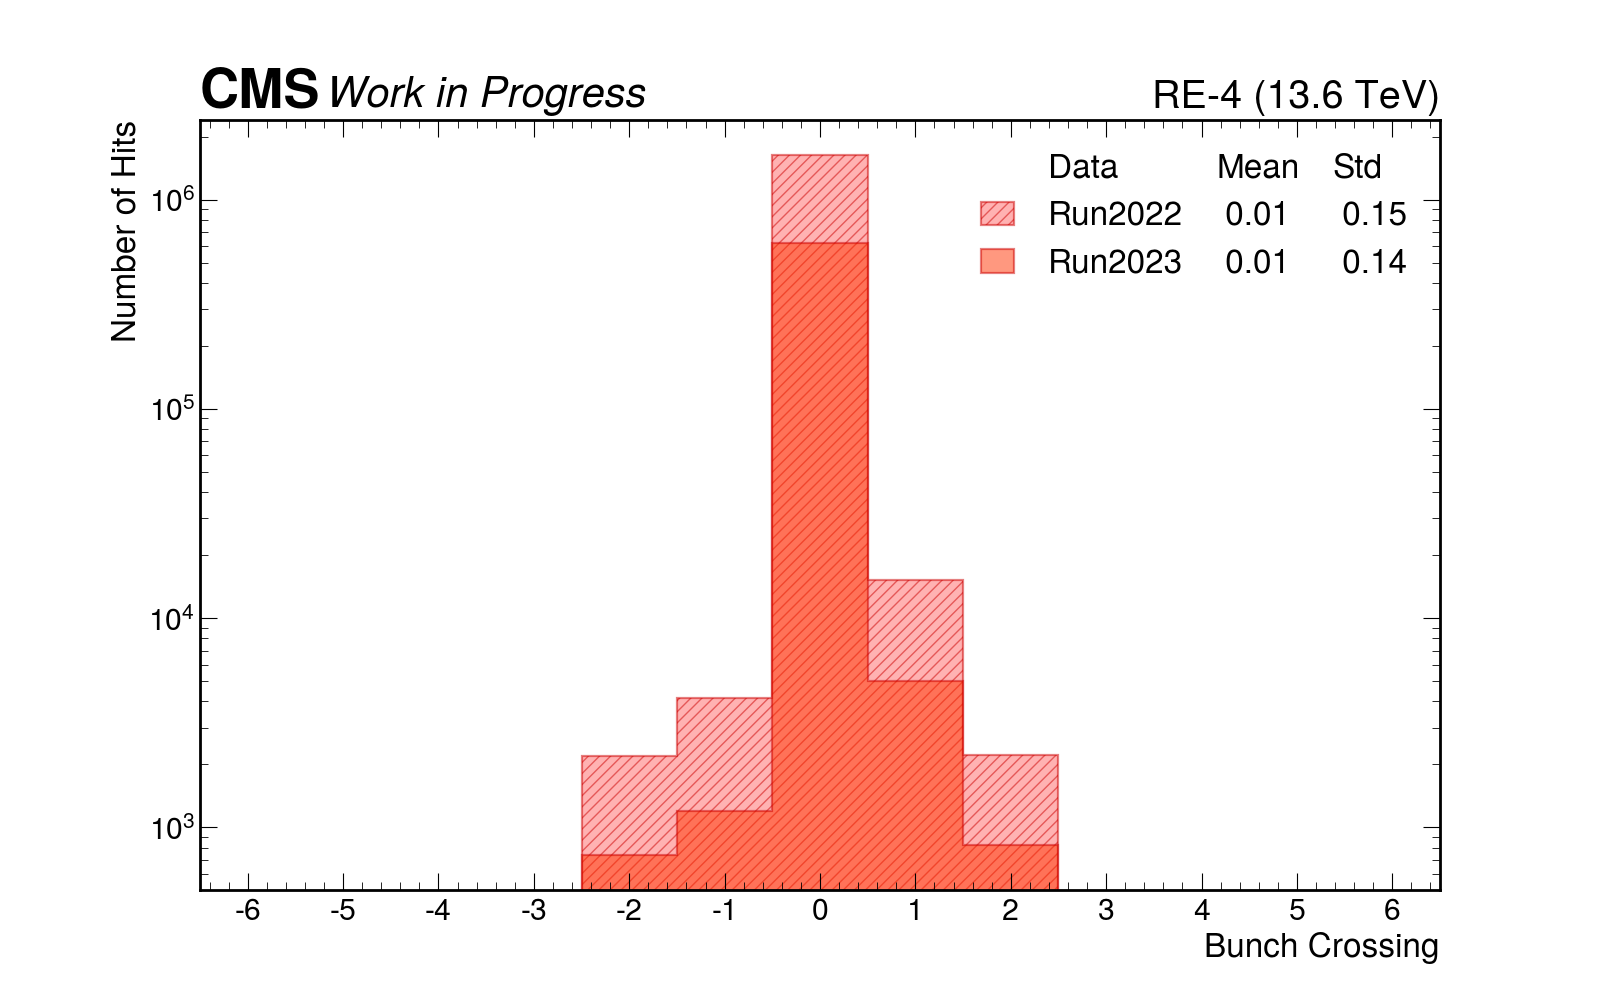 CMS Work in Progress
RE-4 (13.6 TeV)
Number of Hits
Data Mean Std
Run2022 0.01 0.15
Run2023 0.01 0.14
10⁶
10⁵
10⁴
10³
-6 -5 -4 -3 -2 -1 0 1 2 3 4 5 6
Bunch Crossing